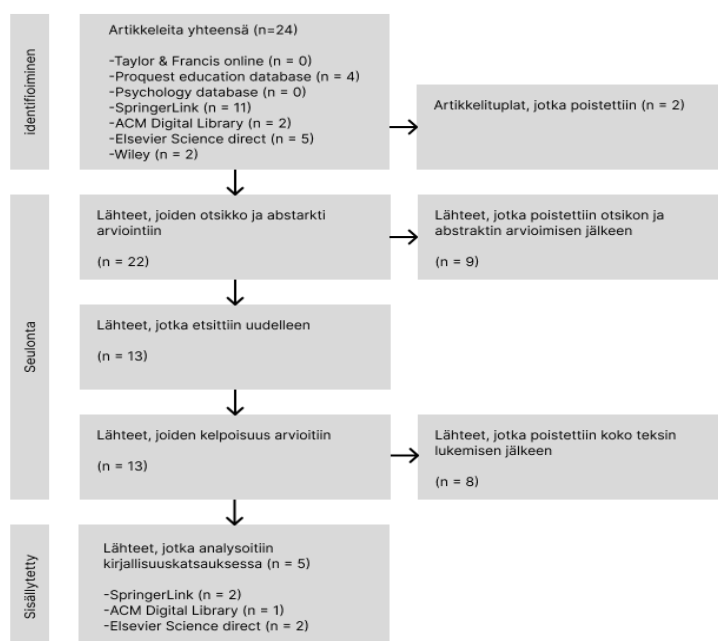 identifioiminen
Artikkeleita yhteensä (n=24)
-Taylor & Francis online (n = 0)
-Proquest education database (n = 4)
-Psychology database (n = 0)
-SpringerLink (n = 11)
-ACM Digital Library (n = 2)
-Elsevier Science direct (n = 5)
-Wiley (n = 2)
Artikkelituplat, jotka poistettiin (n = 2)
Seulonta
Lähteet, joiden otsikko ja abstarkti
arviointiin
(n = 22)
Lähteet, jotka poistettiin otsikon ja
abstraktin arvioimisen jälkeen
(n = 9)
Lähteet, jotka etsittiin uudelleen
(n = 13)
Lähteet, joiden kelpoisuus arvioitiin
(n = 13)
Lähteet, jotka poistettiin koko teksin
lukemisen jälkeen
(n = 8)
Sisällytetty
Lähteet, jotka analysoitiin
kirjallisuuskatsauksessa (n = 5)
-SpringerLink (n = 2)
-ACM Digital Library (n = 1)
-Elsevier Science direct (n = 2)